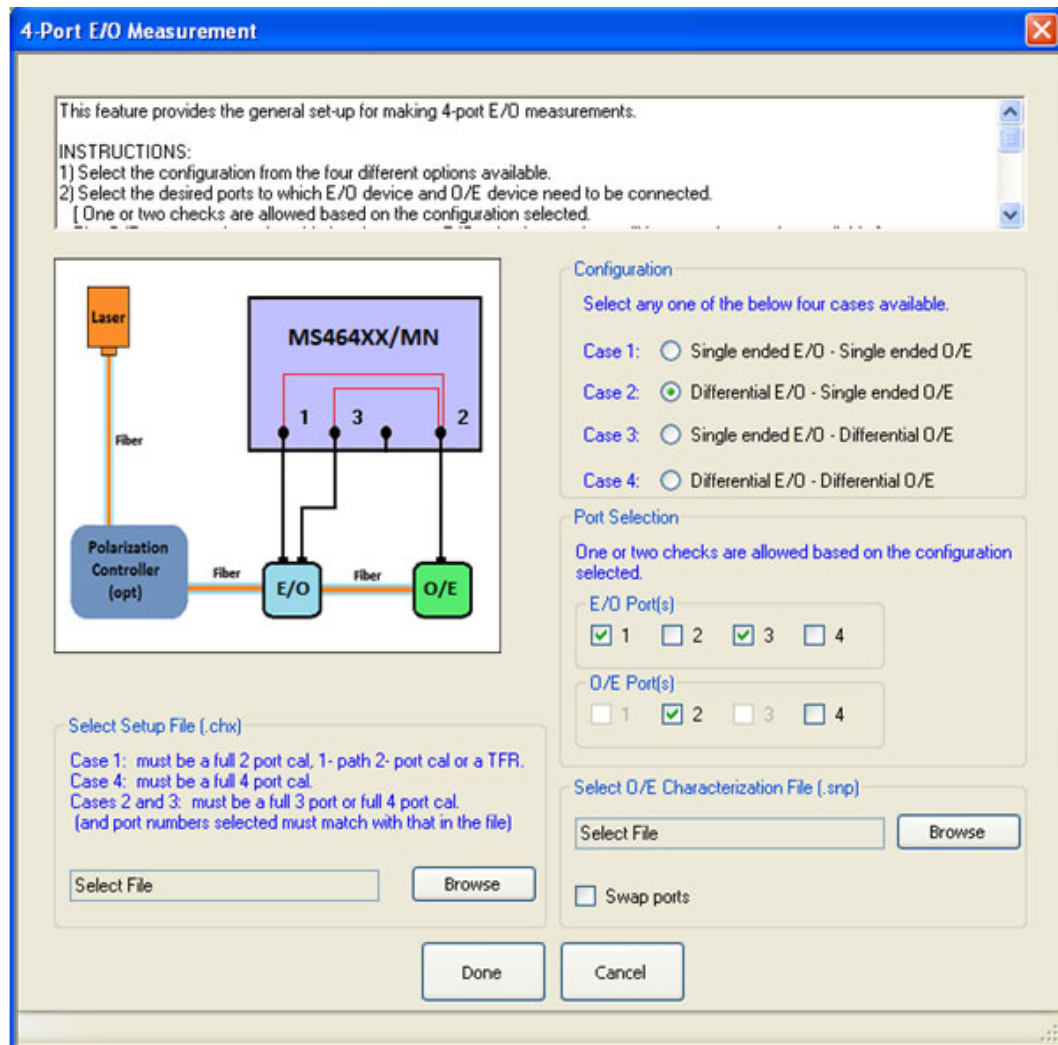 4-Port E/O Measurement
This feature provides the general set-up for making 4-port E/O measurements.
INSTRUCTIONS:
1) Select the configuration from the four different options available.
2) Select the desired ports to which E/O device and O/E device need to be connected.
[ One or two checks are allowed based on the configuration selected.
Laser
MS464XX/MN
1 3 2
Fiber
Polarization
Controller
(opt)
Fiber
E/O
Fiber
O/E
Configuration
Select any one of the below four cases available.
Case 1: Single ended E/O - Single ended O/E
Case 2: Differential E/O - Single ended O/E
Case 3: Single ended E/O - Differential O/E
Case 4: Differential E/O - Differential O/E
Port Selection
One or two checks are allowed based on the configuration
selected.
E/O Port(s)
1 2 3 4
O/E Port(s)
1 2 3 4
Select Setup File (.chx)
Case 1: must be a full 2 port cal, 1- path 2- port cal or a TFR.
Case 4: must be a full 4 port cal.
Cases 2 and 3: must be a full 3 port or full 4 port cal.
(and port numbers selected must match with that in the file)
Select File
Browse
Select O/E Characterization File (.snp)
Select File
Browse
Swap ports
Done
Cancel